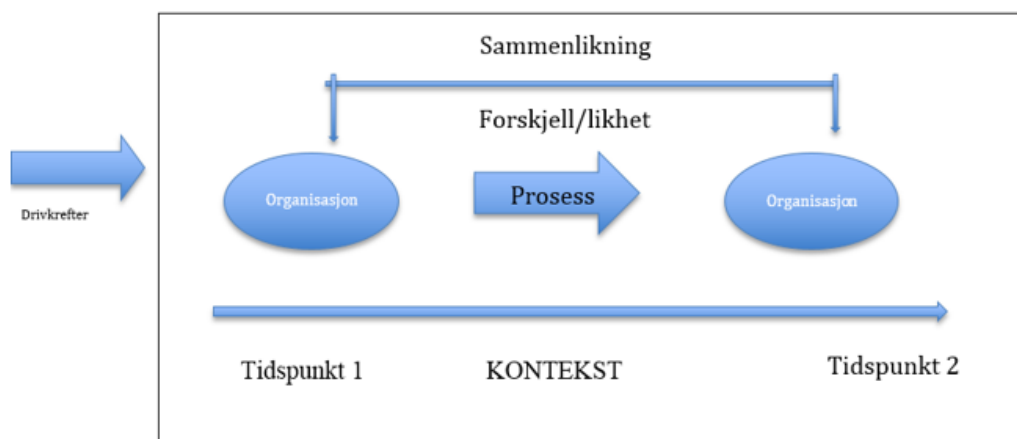 Sammenlikning
Forskjell/likhet
Drivkrefter
Organisasjon
Prosess
Organisasjon
Tidspunkt 1
KONTEKST
Tidspunkt 2